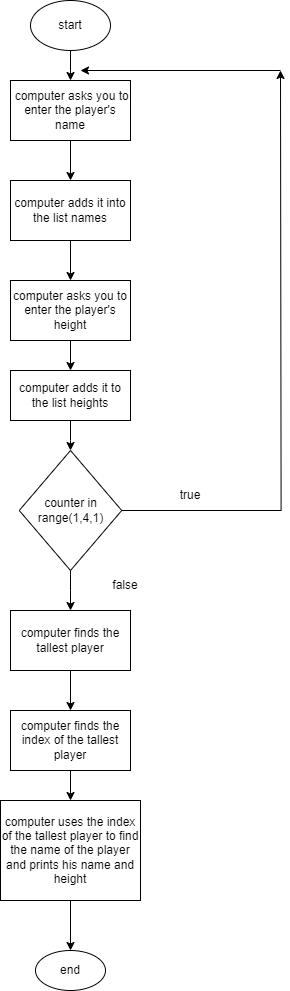 start
computer asks you to
enter the player's
name
computer adds it into
the list names
computer asks you to
enter the player's
height
computer adds it to
the list heights
counter in
range(1,4,1)
true
false
computer finds the
tallest player
computer finds the
index of the tallest
player
computer uses the index
of the tallest player to find
the name of the player
and prints his name and
height
end